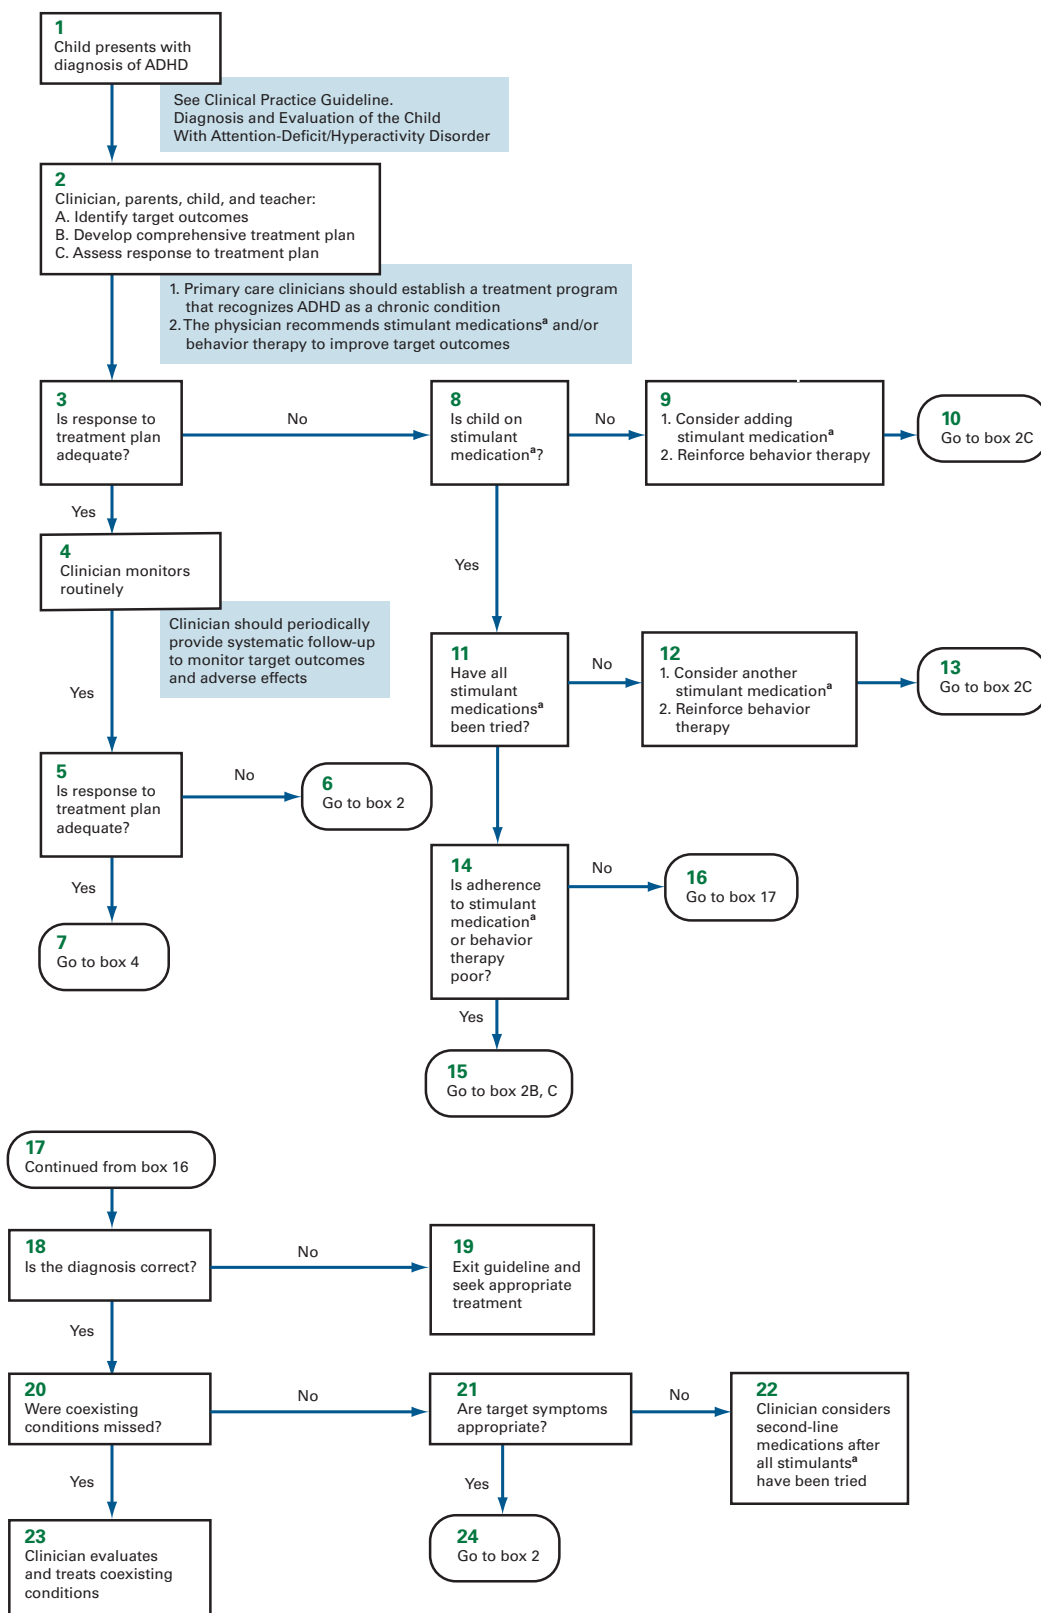 1
Child presents with
diagnosis of ADHD
See Clinical Practice Guideline.
Diagnosis and Evaluation of the Child
With Attention-Deficit/Hyperactivity Disorder
2
Clinician, parents, child, and teacher:
A. Identify target outcomes
B. Develop comprehensive treatment plan
C. Assess response to treatment plan
1. Primary care clinicians should establish a treatment program
that recognizes ADHD as a chronic condition
2. The physician recommends stimulant medicationsᵃ and/or
behavior therapy to improve target outcomes
3
Is response to
treatment plan
adequate?
No
8
Is child on
stimulant
medicationᵃ?
No
9
1. Consider adding
stimulant medicationᵃ
2. Reinforce behavior therapy
10
Go to box 2C
Yes
4
Clinician monitors
routinely
Clinician should periodically
provide systematic follow-up
to monitor target outcomes
and adverse effects
Yes
Yes
11
Have all
stimulant
medicationsᵃ
been tried?
No
12
1. Consider another
stimulant medicationᵃ
2. Reinforce behavior
therapy
13
Go to box 2C
5
Is response to
treatment plan
adequate?
No
6
Go to box 2
Yes
7
Go to box 4
14
Is adherence
to stimulant
medicationᵃ
or behavior
therapy
poor?
No
16
Go to box 17
Yes
15
Go to box 2B, C
17
Continued from box 16
18
Is the diagnosis correct?
No
19
Exit guideline and
seek appropriate
treatment
Yes
20
Were coexisting
conditions missed?
No
21
Are target symptoms
appropriate?
No
22
Clinician considers
second-line
medications after
all stimulantsᵃ
have been tried
Yes
23
Clinician evaluates
and treats coexisting
conditions
Yes
24
Go to box 2